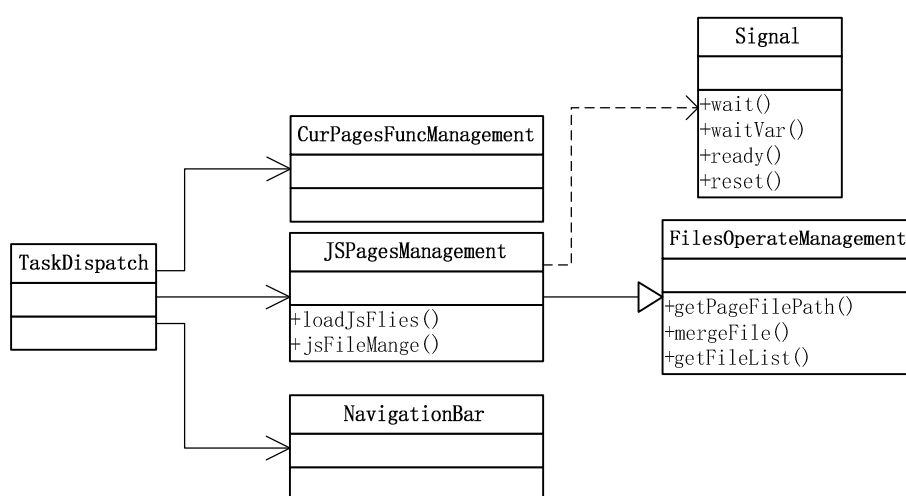 Signal
+wait()
+waitVar()
+ready()
+reset()
CurPagesFuncManagement
TaskDispatch
JSPagesManagement
+loadJsFlies()
+jsFileMange()
FilesOperateManagement
+getPageFilePath()
+mergeFile()
+getFileList()
NavigationBar